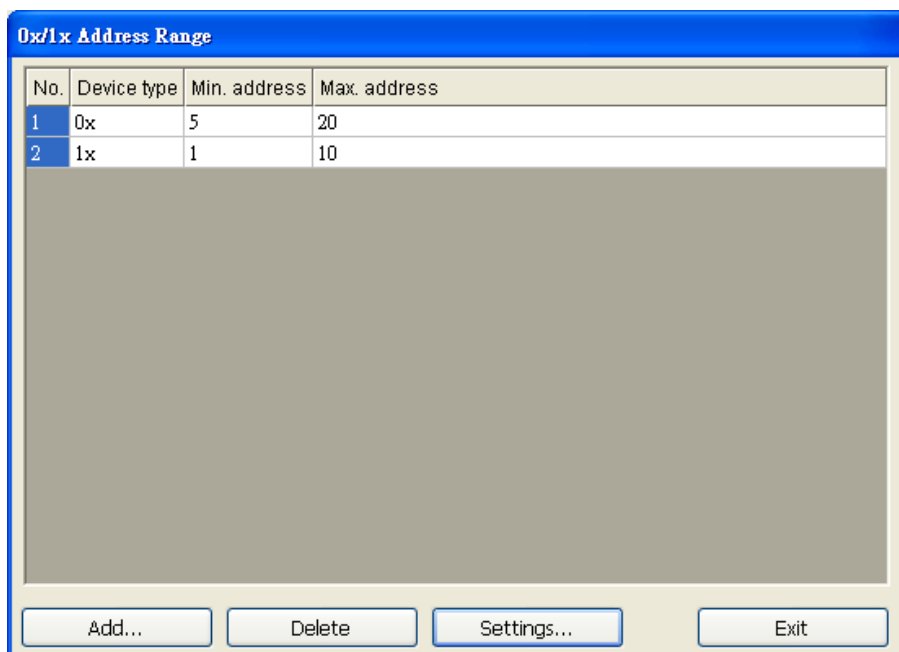 0x/1x Address Range
No. Device type Min. address Max. address
1 0x 5 20
2 1x 1 10
Add... Delete Settings... Exit